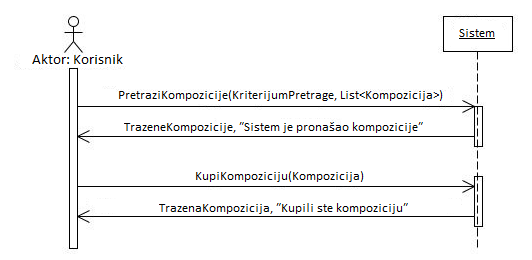 Sistem
Aktor: Korisnik
PretraziKompozicije(KriterijumPretrage, List<Kompozicija>)
TrazeneKompozicije, "Sistem je pronašao kompozicije"
KupiKompoziciju(Kompozicija)
TrazenaKompozicija, "Kupili ste kompoziciju"